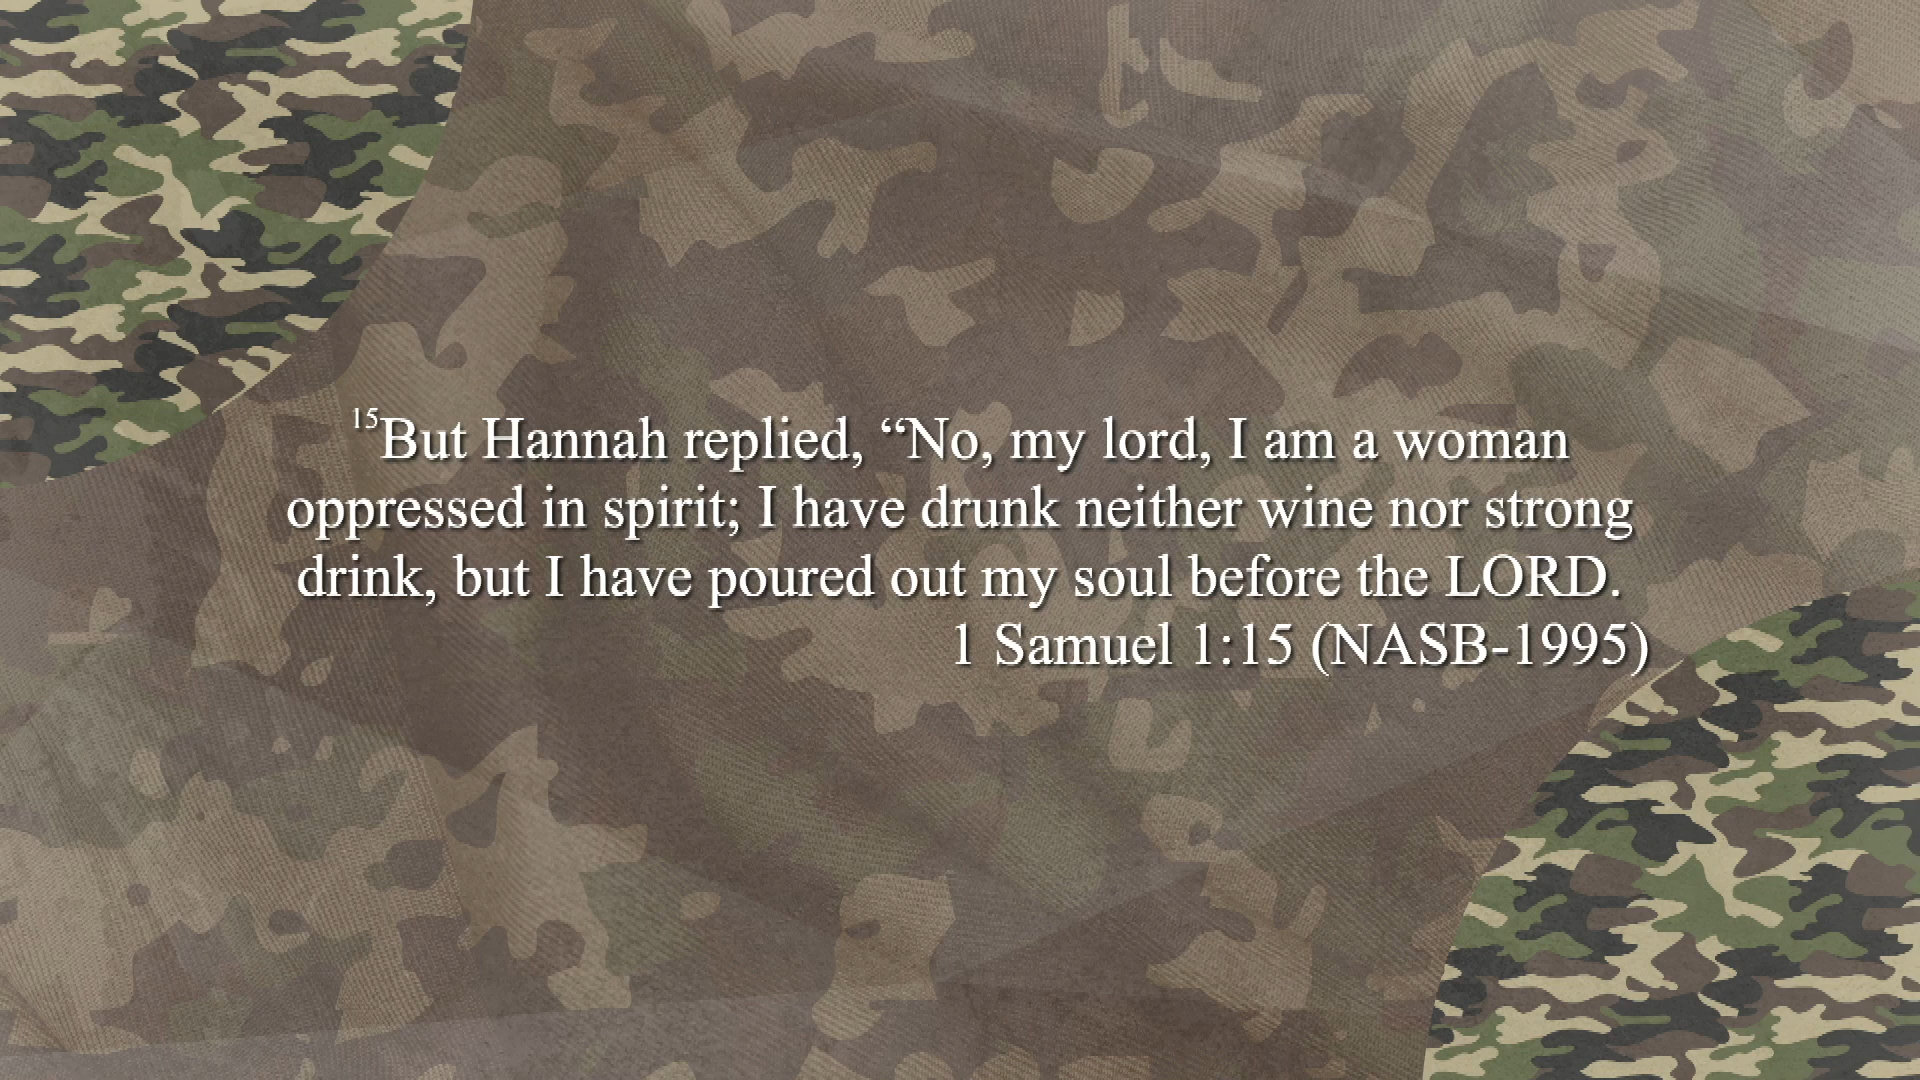 15But Hannah replied, “No, my lord, I am a woman
oppressed in spirit; I have drunk neither wine nor strong
drink, but I have poured out my soul before the LORD.
1 Samuel 1:15 (NASB-1995)